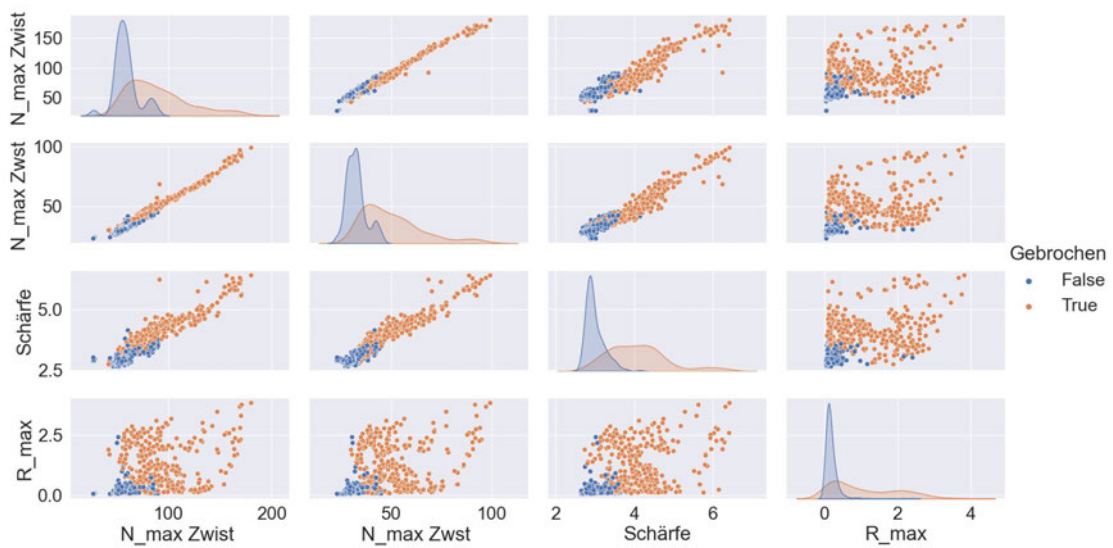 N_max Zwist
150
100
50
N_max Zwst
100
50
Schärfe
5.0
2.5
R_max
2.5
0.0
100 200
N_max Zwist
50 100
N_max Zwst
2 4 6
Schärfe
0 2 4
R_max
Gebrochen
False
True